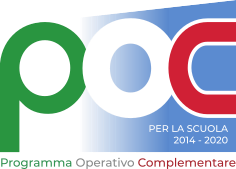 poc
PER LA SCUOLA
2014 - 2020
Programma Operativo Complementare